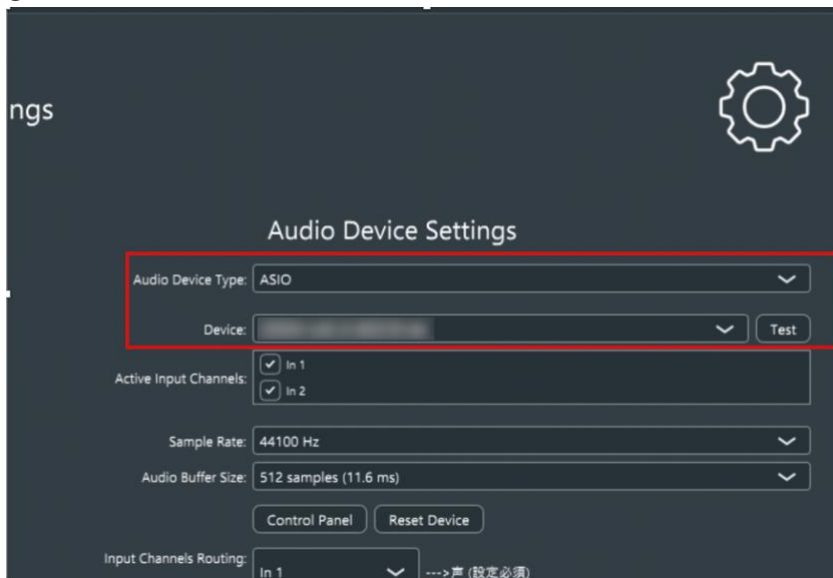 ngs
Audio Device Settings
Audio Device Type: ASIO
Device:
Test
Active Input Channels:
In 1
In 2
Sample Rate: 44100 Hz
Audio Buffer Size: 512 samples (11.6 ms)
Control Panel Reset Device
Input Channels Routing:
In 1 --->声 (設定必須)